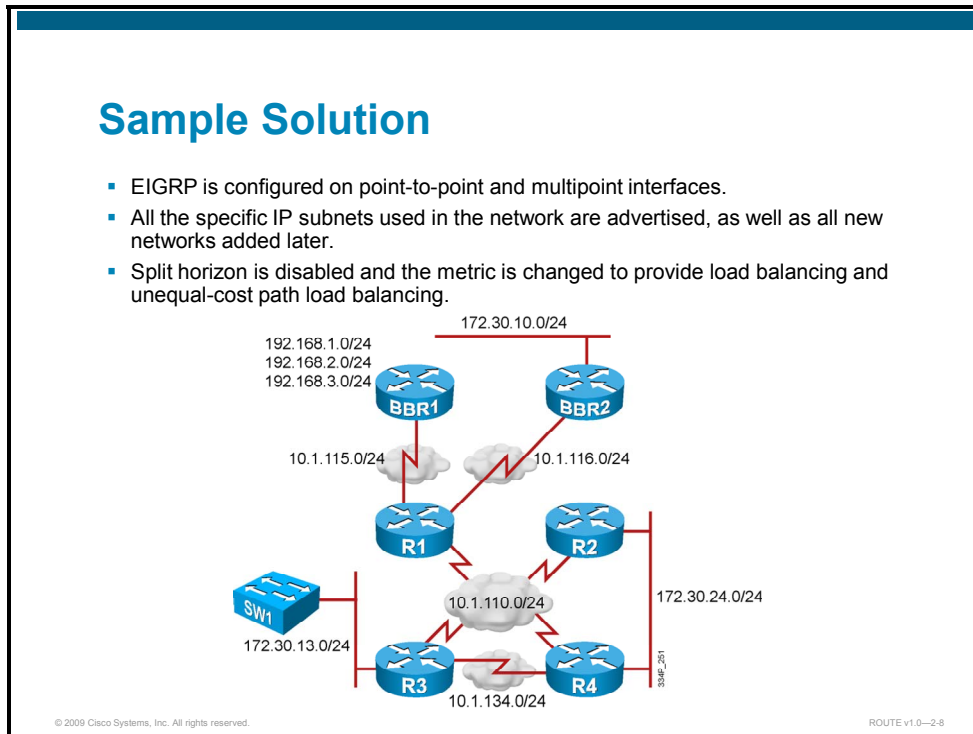 Sample Solution
▪ EIGRP is configured on point-to-point and multipoint interfaces.
▪ All the specific IP subnets used in the network are advertised, as well as all new
networks added later.
▪ Split horizon is disabled and the metric is changed to provide load balancing and
unequal-cost path load balancing.
172.30.10.0/24
192.168.1.0/24
192.168.2.0/24
192.168.3.0/24
BBR1
BBR2
10.1.115.0/24
10.1.116.0/24
R1
R2
10.1.110.0/24
172.30.24.0/24
SW1
172.30.13.0/24
R3
R4
10.1.134.0/24
334P_251
© 2009 Cisco Systems, Inc. All rights reserved.
ROUTE v1.0—2-8